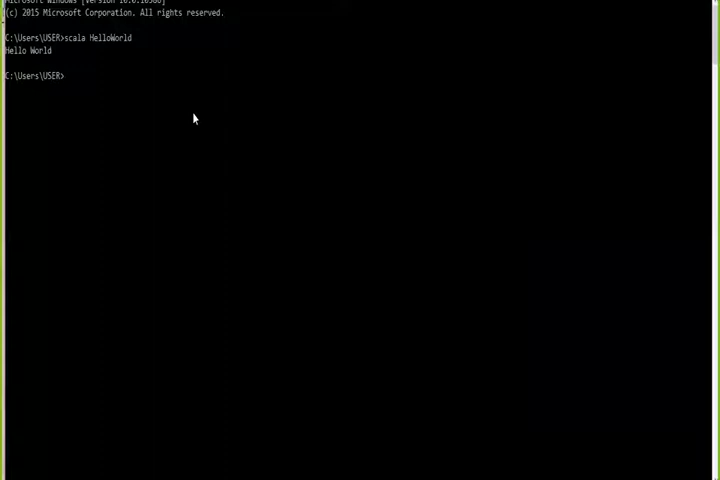 Microsoft Windows [Version 10.0.10586]
(c) 2015 Microsoft Corporation. All rights reserved.
C:\Users\USER>scala HelloWorld
Hello World
C:\Users\USER>